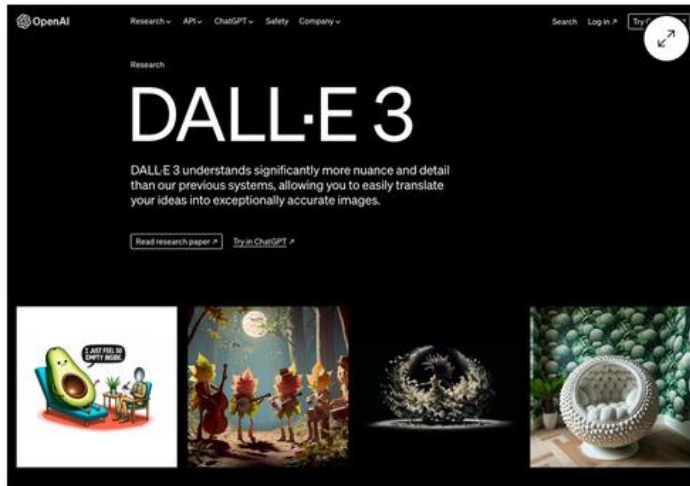 OpenAI
Research API ChatGPT Safety Company
Search Log in ↗ Try
Research
DALL·E 3
DALL·E 3 understands significantly more nuance and detail
than our previous systems, allowing you to easily translate
your ideas into exceptionally accurate images.
Read research paper ↗ Try in ChatGPT ↗
I JUST FEEL SO
EMPTY INSIDE.